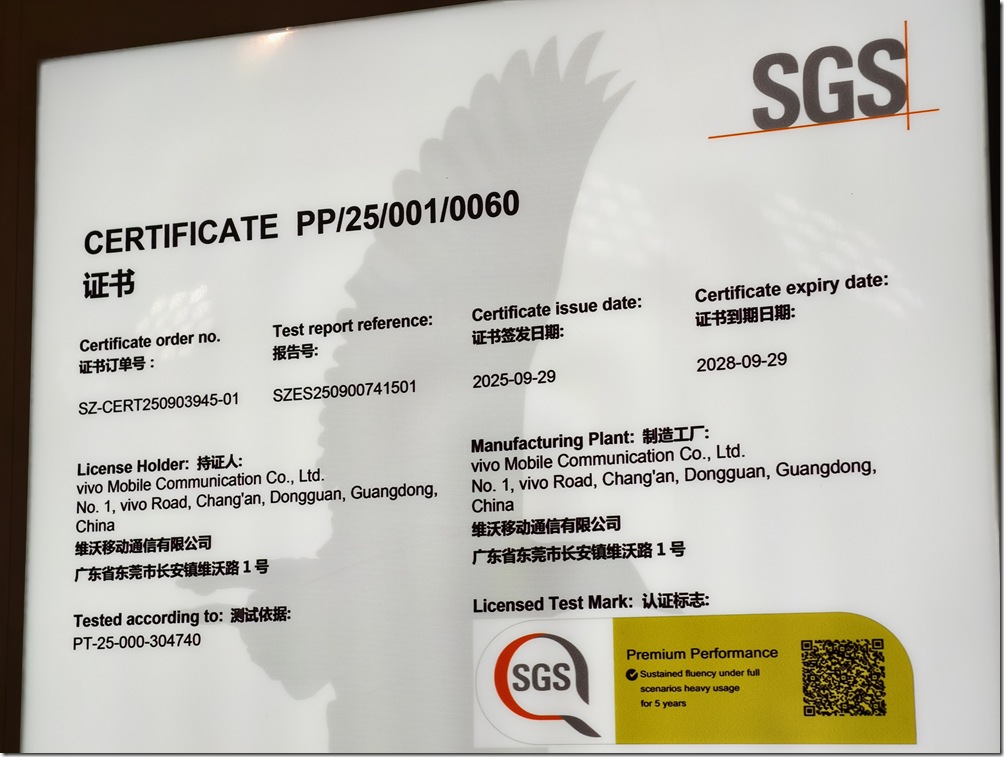 SGS
CERTIFICATE PP/25/001/0060
证书
Certificate order no.
证书订单号：
SZ-CERT250903945-01
Test report reference:
报告号:
SZES250900741501
Certificate issue date:
证书签发日期:
2025-09-29
Certificate expiry date:
证书到期日期:
2028-09-29
License Holder: 持证人:
vivo Mobile Communication Co., Ltd.
No. 1, vivo Road, Chang'an, Dongguan, Guangdong,
China
维沃移动通信有限公司
广东省东莞市长安镇维沃路 1 号
Manufacturing Plant: 制造工厂:
vivo Mobile Communication Co., Ltd.
No. 1, vivo Road, Chang'an, Dongguan, Guangdong,
China
维沃移动通信有限公司
广东省东莞市长安镇维沃路 1 号
Tested according to: 测试依据:
PT-25-000-304740
Licensed Test Mark: 认证标志:
SGS
Premium Performance
Sustained fluency under full
scenarios heavy usage
for 5 years